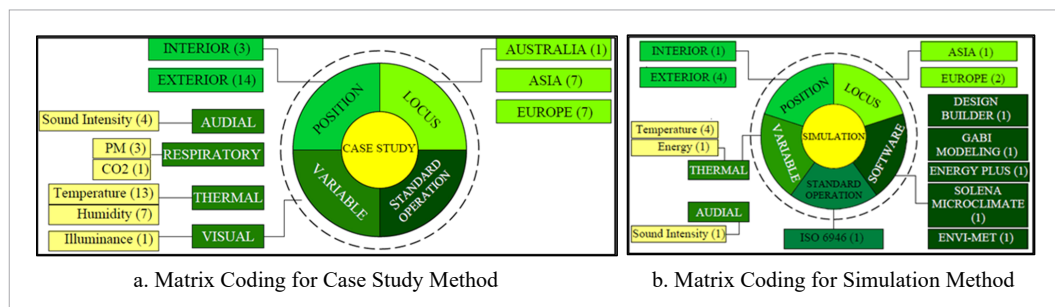 INTERIOR (3)
EXTERIOR (14)
Sound Intensity (4)
AUDIAL
PM (3)
CO2 (1)
RESPIRATORY
Temperature (13)
Humidity (7)
THERMAL
Illuminance (1)
VISUAL
POSITION
LOCUS
CASE STUDY
VARIABLE
STANDARD
OPERATION
AUSTRALIA (1)
ASIA (7)
EUROPE (7)
a. Matrix Coding for Case Study Method
INTERIOR (1)
EXTERIOR (4)
Temperature (4)
Energy (1)
THERMAL
AUDIAL
Sound Intensity (1)
POSITION
LOCUS
SIMULATION
VARIABLE
SOFTWARE
STANDARD
OPERATION
ISO 6946 (1)
ASIA (1)
EUROPE (2)
DESIGN
BUILDER (1)
GABI
MODELING (1)
ENERGY PLUS (1)
SOLENA
MICROCLIMATE
(1)
ENVI-MET (1)
b. Matrix Coding for Simulation Method